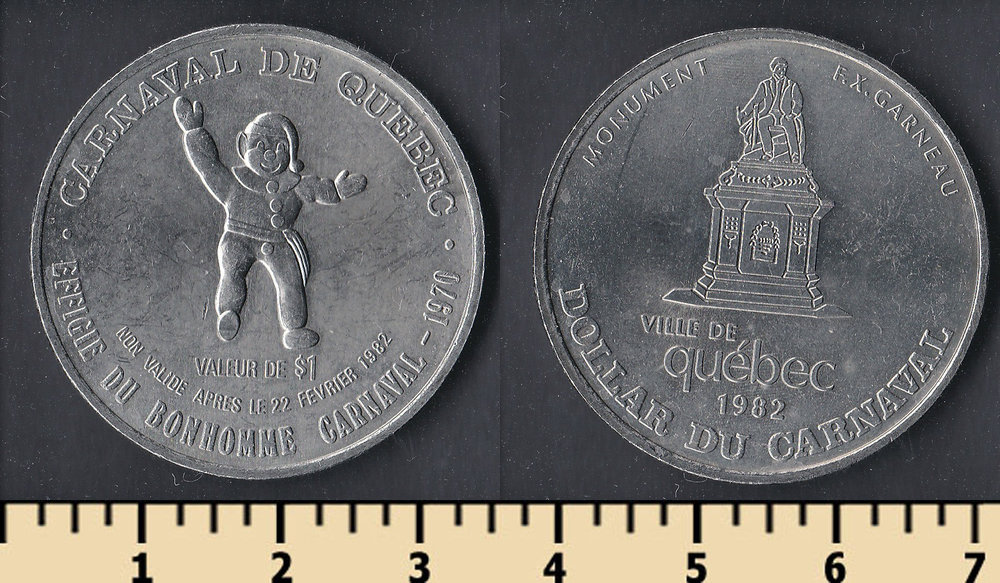 · CARNAVAL DE QUEBEC ·
VALEUR DE $1
NON VALIDE APRES LE 22 FEVRIER 1982
EFFIGIE DU BONHOMME CARNAVAL – 1970
MONUMENT F.X. GARNEAU
VILLE DE
québec
1982
DOLLAR DU CARNAVAL
1 2 3 4 5 6 7